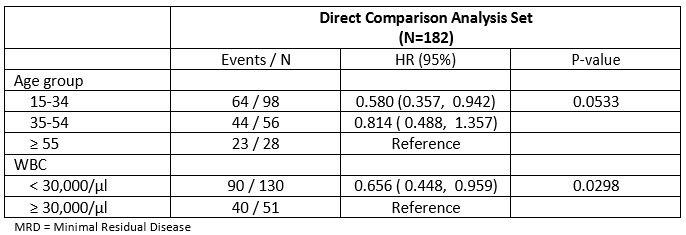 Direct Comparison Analysis Set
(N=182)
Events / N HR (95%) P-value
Age group
15-34 64 / 98 0.580 (0.357, 0.942) 0.0533
35-54 44 / 56 0.814 ( 0.488, 1.357)
≥ 55 23 / 28 Reference
WBC
< 30,000/µl 90 / 130 0.656 ( 0.448, 0.959) 0.0298
≥ 30,000/µl 40 / 51 Reference
MRD = Minimal Residual Disease